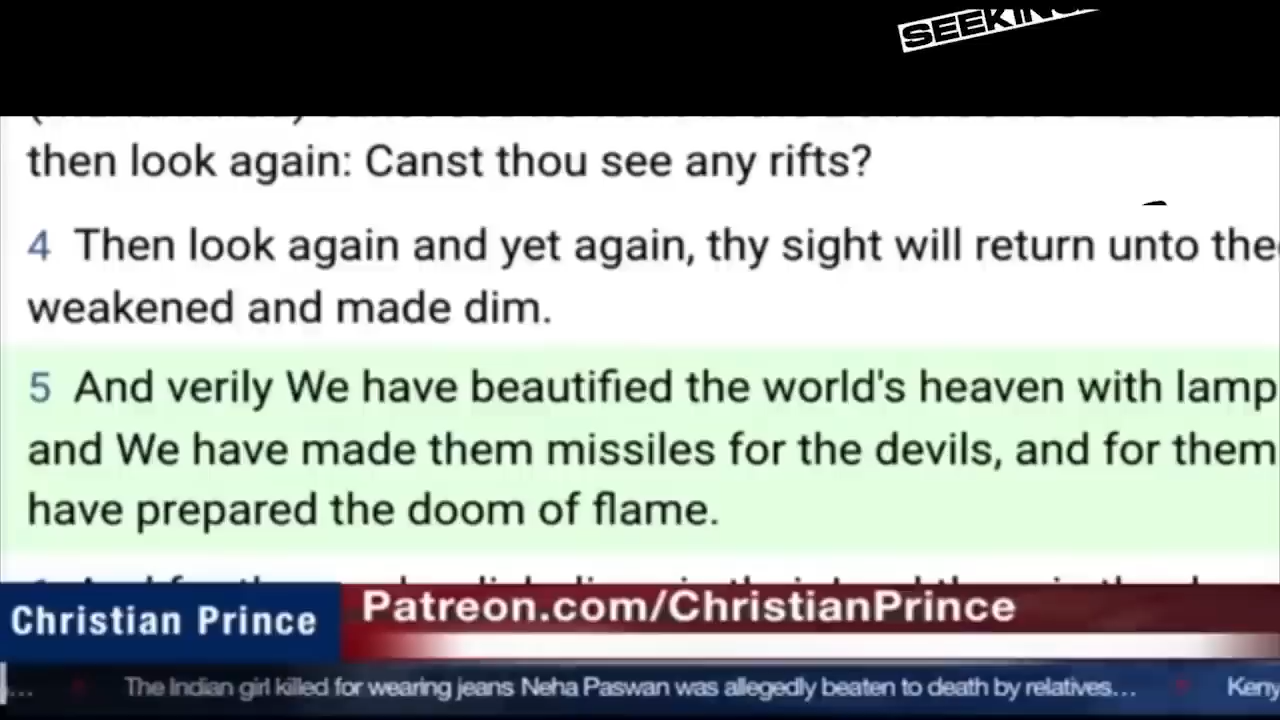 then look again: Canst thou see any rifts?
4 Then look again and yet again, thy sight will return unto the
weakened and made dim.
5 And verily We have beautified the world's heaven with lamp
and We have made them missiles for the devils, and for them
have prepared the doom of flame.
Christian Prince
Patreon.com/ChristianPrince
... The Indian girl killed for wearing jeans Neha Paswan was allegedly beaten to death by relatives... Keny